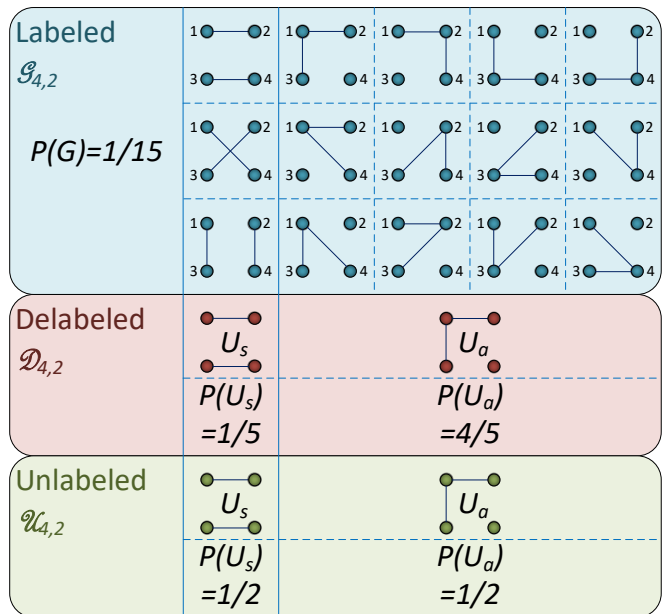 Labeled
𝒢4,2
P(G)=1/15
1 2 1 2 1 2 1 2 1 2
3 4 3 4 3 4 3 4 3 4
1 2 1 2 1 2 1 2 1 2
3 4 3 4 3 4 3 4 3 4
1 2 1 2 1 2 1 2 1 2
3 4 3 4 3 4 3 4 3 4
Delabeled
𝒟4,2
Us Ua
P(Us) P(Ua)
=1/5 =4/5
Unlabeled
𝒰4,2
Us Ua
P(Us) P(Ua)
=1/2 =1/2